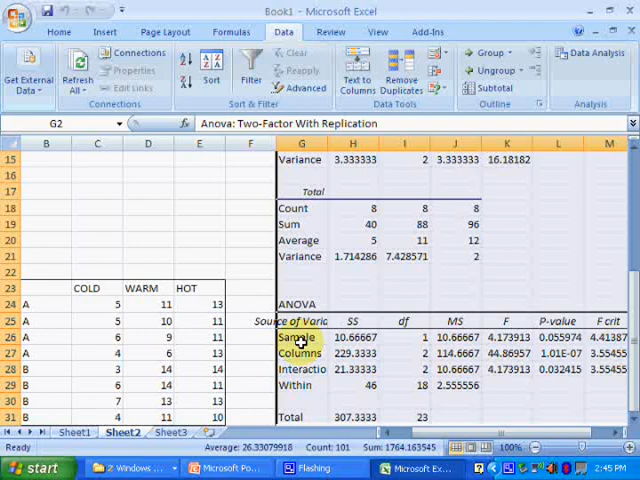 Book1 - Microsoft Excel
Home Insert Page Layout Formulas Data Review View Add-Ins
Get External Data
Refresh All
Connections
Properties
Edit Links
Connections
Sort
Filter
Clear
Reapply
Advanced
Sort & Filter
Text to Columns
Remove Duplicates
Data Tools
Group
Ungroup
Subtotal
Outline
Data Analysis
Analysis
G2 fx Anova: Two-Factor With Replication
B C D E F G H I J K L M
15 Variance 3.333333 2 3.333333 16.18182
16
17 Total
18 Count 8 8 8
19 Sum 40 88 96
20 Average 5 11 12
21 Variance 1.714286 7.428571 2
22
23 COLD WARM HOT
24 A 5 11 13 ANOVA
25 A 5 10 11 Source of Varia SS df MS F P-value F crit
26 A 6 9 11 Sample 10.66667 1 10.66667 4.173913 0.055974 4.41387
27 A 4 6 13 Columns 229.3333 2 114.6667 44.86957 1.01E-07 3.55455
28 B 3 14 14 Interactio 21.33333 2 10.66667 4.173913 0.032415 3.55455
29 B 6 14 11 Within 46 18 2.555556
30 B 7 13 13
31 B 4 11 10 Total 307.3333 23
Sheet1 Sheet2 Sheet3
Ready Average: 26.33079918 Count: 101 Sum: 1764.163545 100%
start 2 Windows ... Microsoft Po... Flashing Microsoft Exc... 2:45 PM